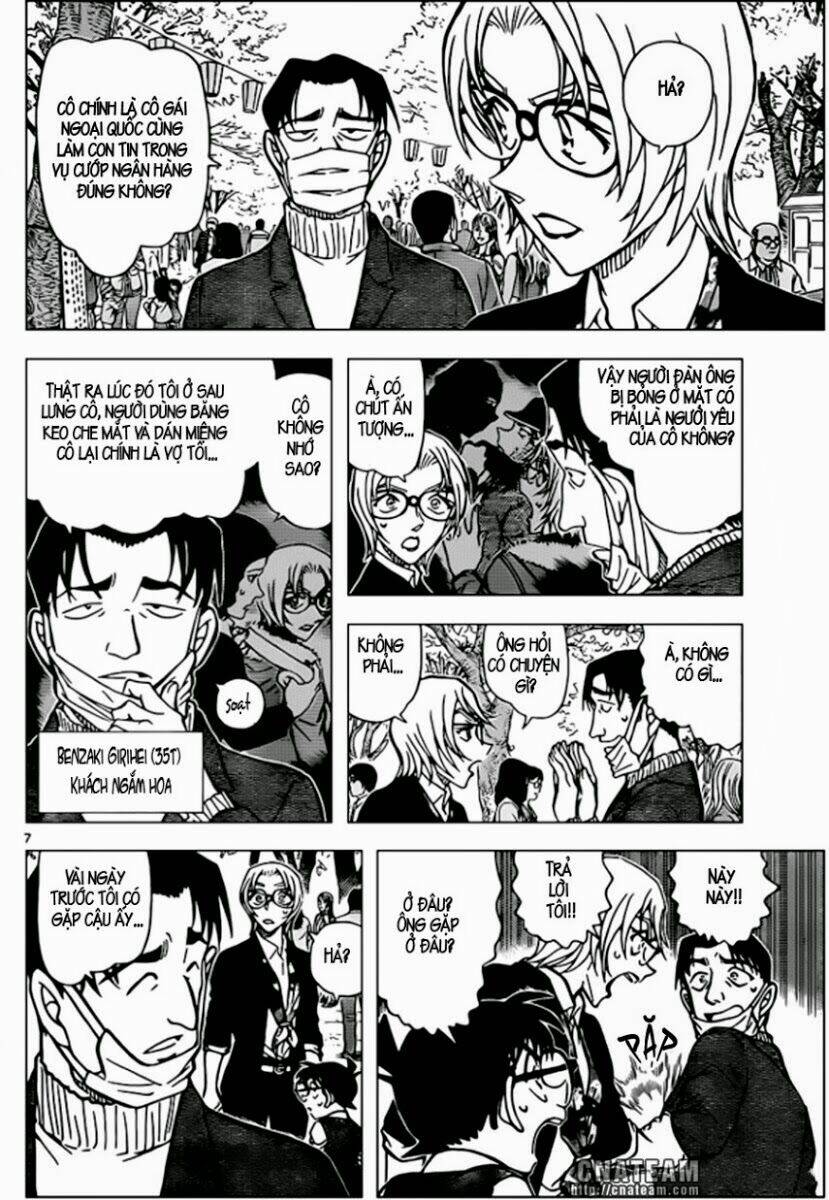 CÔ CHÍNH LÀ CÔ GÁI
NGOẠI QUỐC CÙNG
LÀM CON TIN TRONG
VỤ CƯỚP NGÂN HÀNG
ĐÚNG KHÔNG?
HẢ?
THẬT RA LÚC ĐÓ TÔI Ở SAU
LƯNG CÔ, NGƯỜI DÙNG BĂNG
KEO CHE MẮT VÀ DÁN MIỆNG
CÔ LẠI CHÍNH LÀ VỢ TÔI...
CÔ
KHÔNG
NHỚ
SAO?
soạt
BENZAKI GIRIHEI (35T)
KHÁCH NGẮM HOA
À, CÓ
CHÚT ẤN
TƯỢNG...
VẬY NGƯỜI ĐÀN ÔNG
BỊ BỎNG Ở MẶT CÓ
PHẢI LÀ NGƯỜI YÊU
CỦA CÔ KHÔNG?
KHÔNG
PHẢI...
ÔNG HỎI
CÓ CHUYỆN
GÌ?
À, KHÔNG
CÓ GÌ...
7
VÀI NGÀY
TRƯỚC TÔI CÓ
GẶP CẬU ẤY...
HẢ?
Ở ĐÂU?
ÔNG GẶP
Ở ĐÂU?
TRẢ
LỜI
TÔI!!
NÀY
NÀY!!
PẶP
CNATEAM
http://cnateam.com